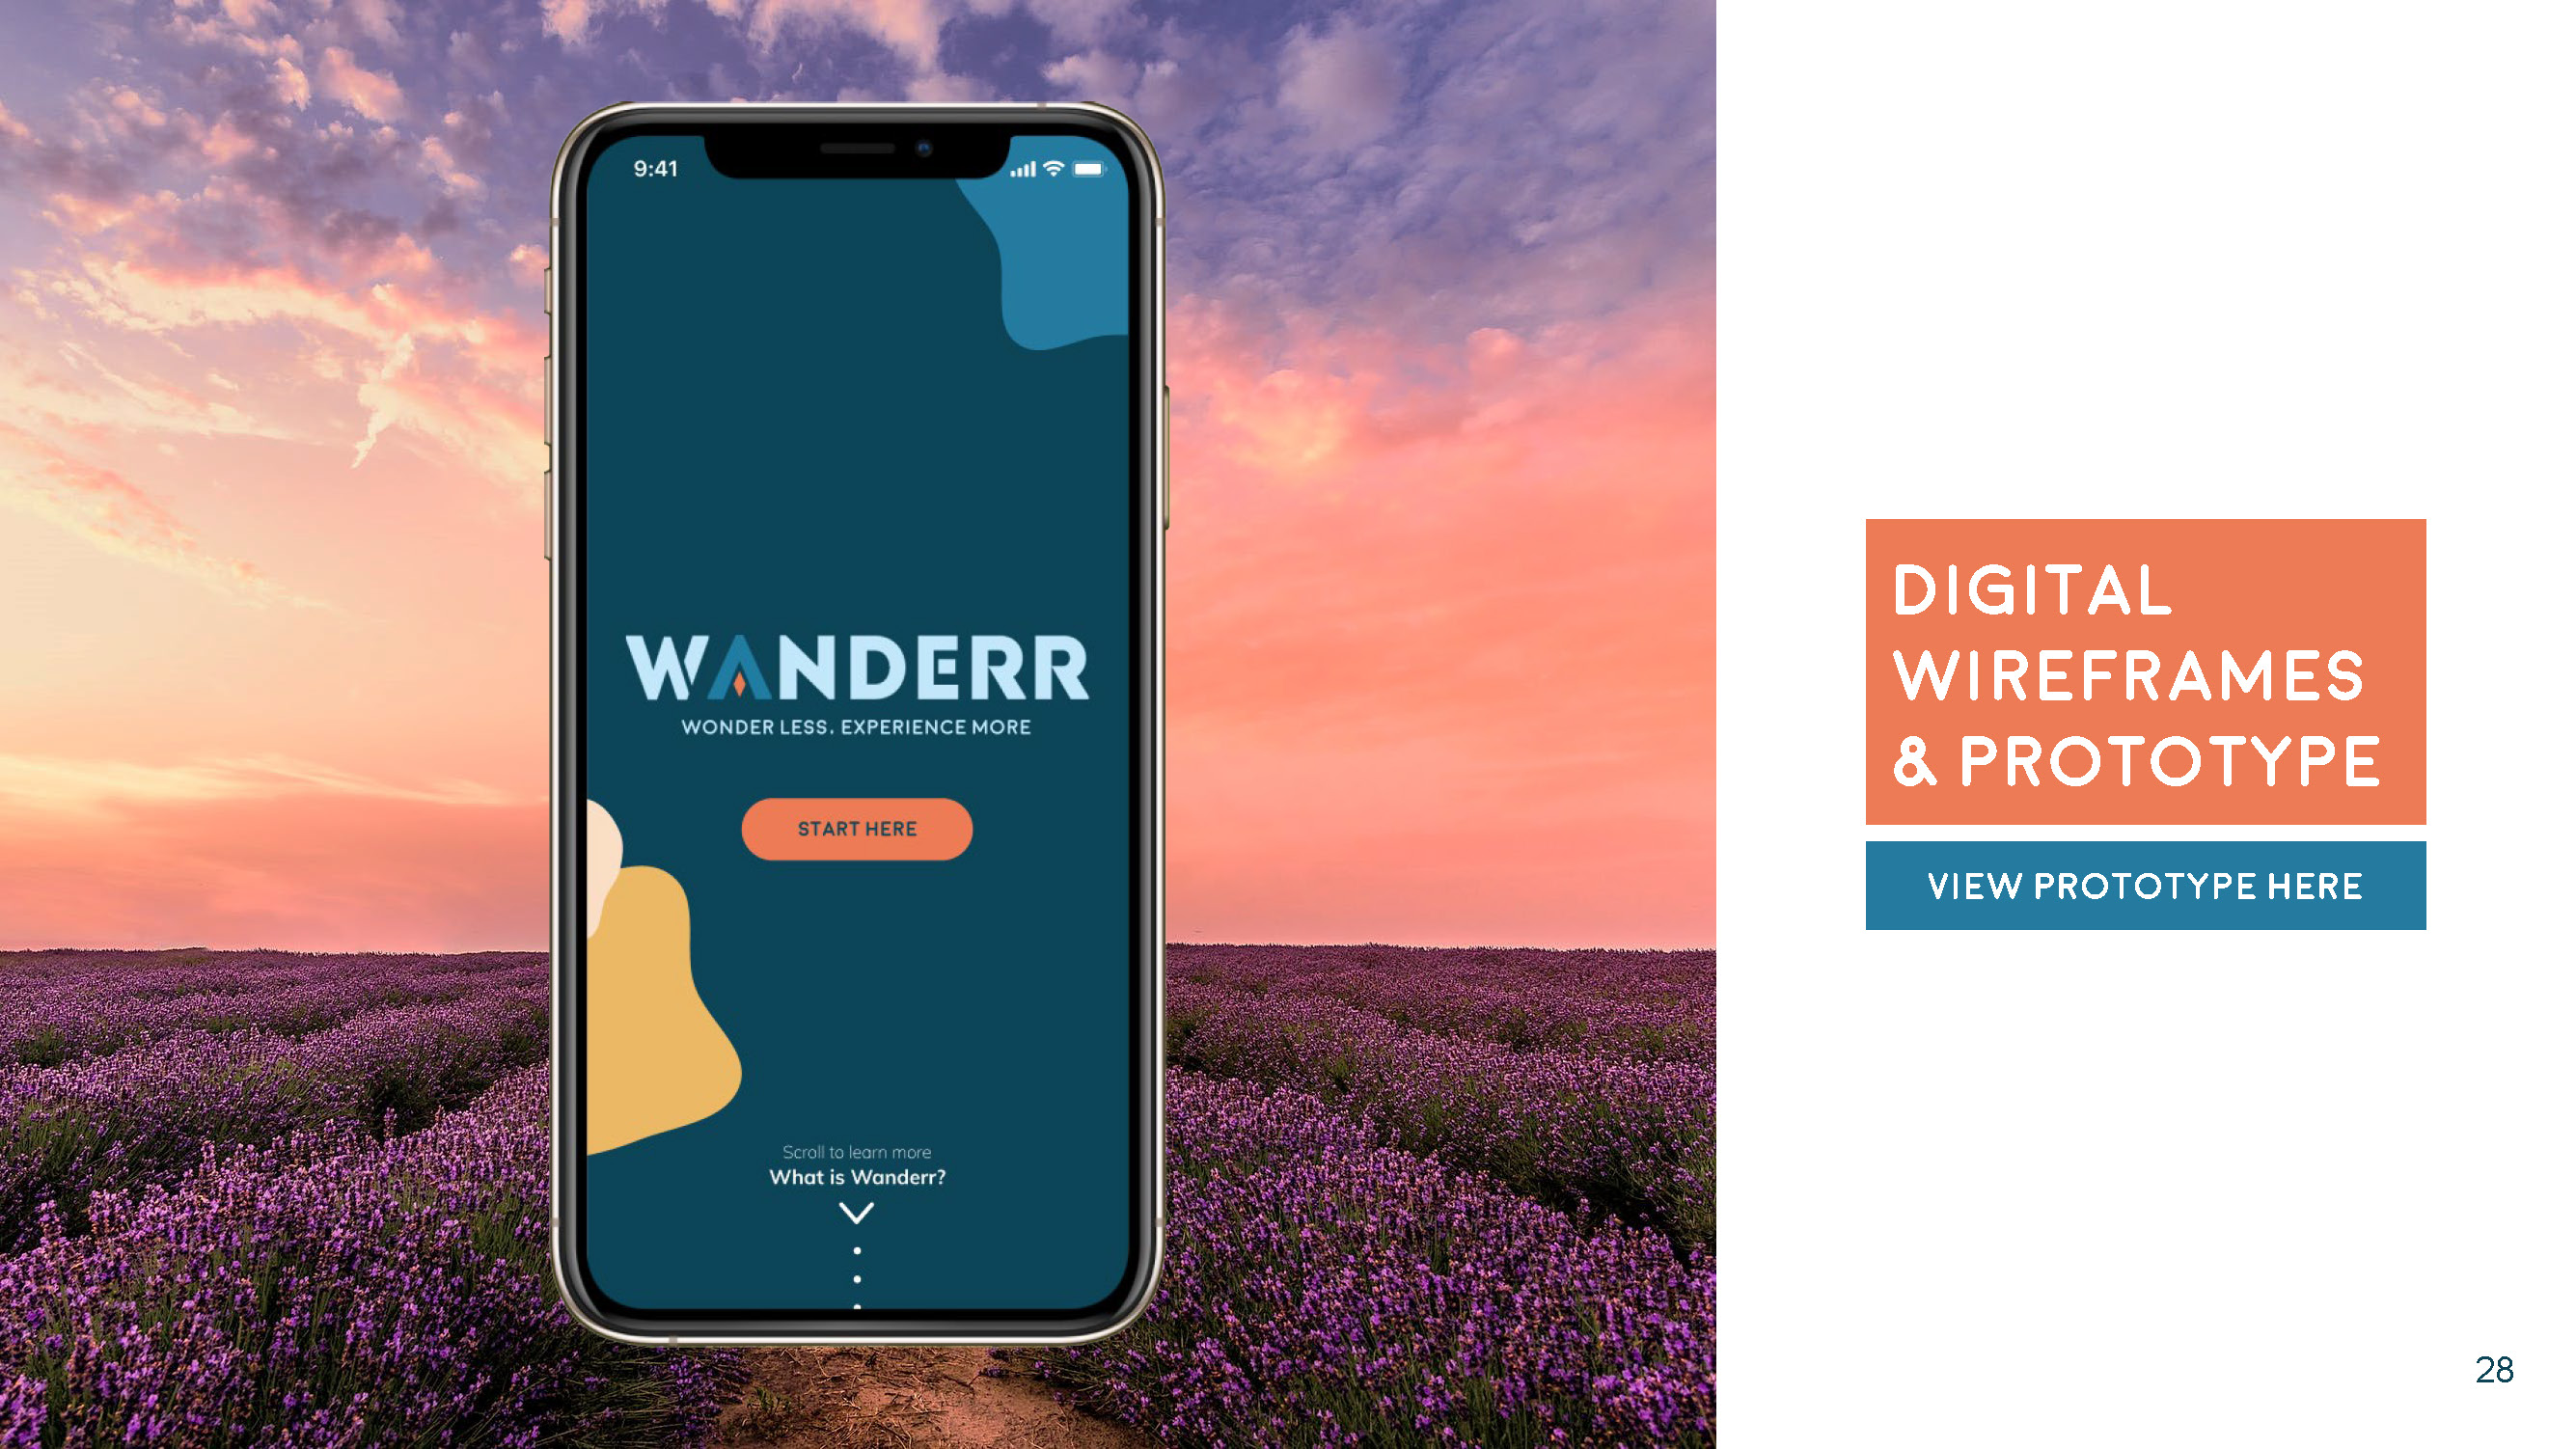 9:41
WANDERR
WONDER LESS. EXPERIENCE MORE
START HERE
Scroll to learn more
What is Wanderr?
DIGITAL
WIREFRAMES
& PROTOTYPE
VIEW PROTOTYPE HERE
28